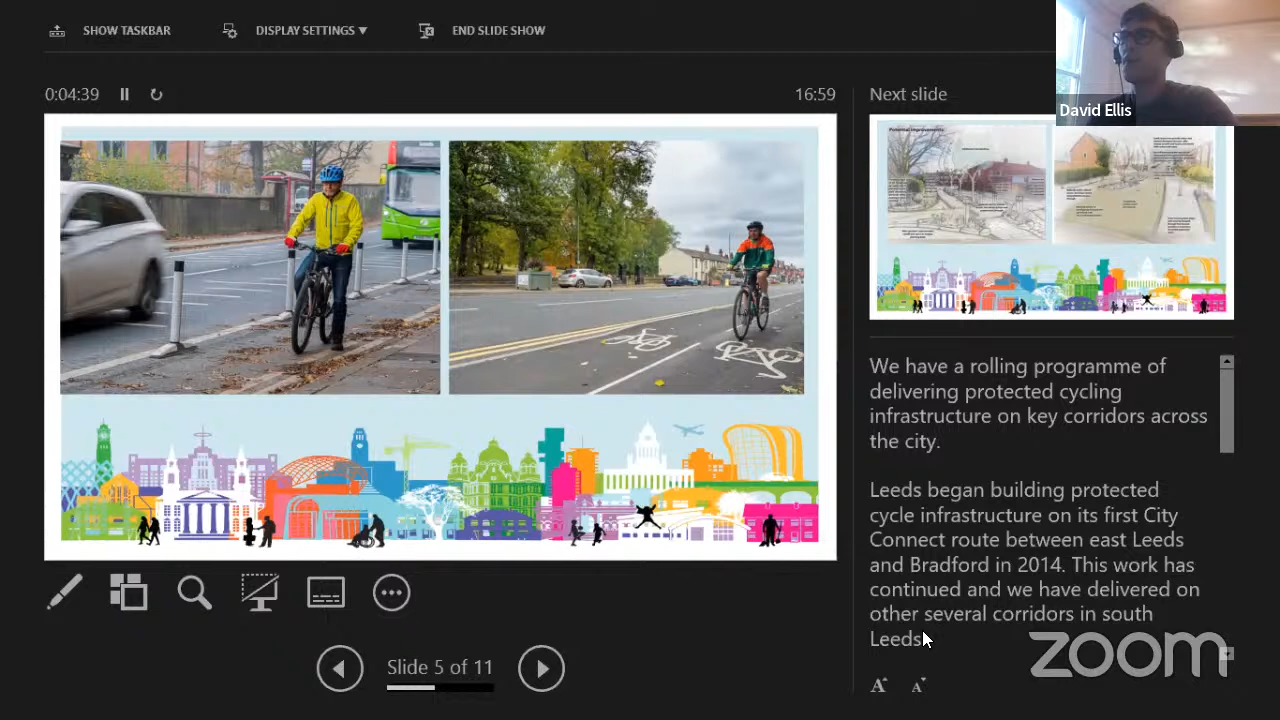 SHOW TASKBAR
DISPLAY SETTINGS ▼
END SLIDE SHOW
David Ellis
0:04:39
16:59
Next slide
Potential Improvements
We have a rolling programme of
delivering protected cycling
infrastructure on key corridors across
the city.
Leeds began building protected
cycle infrastructure on its first City
Connect route between east Leeds
and Bradford in 2014. This work has
continued and we have delivered on
other several corridors in south
Leeds
zoom
Slide 5 of 11
A A